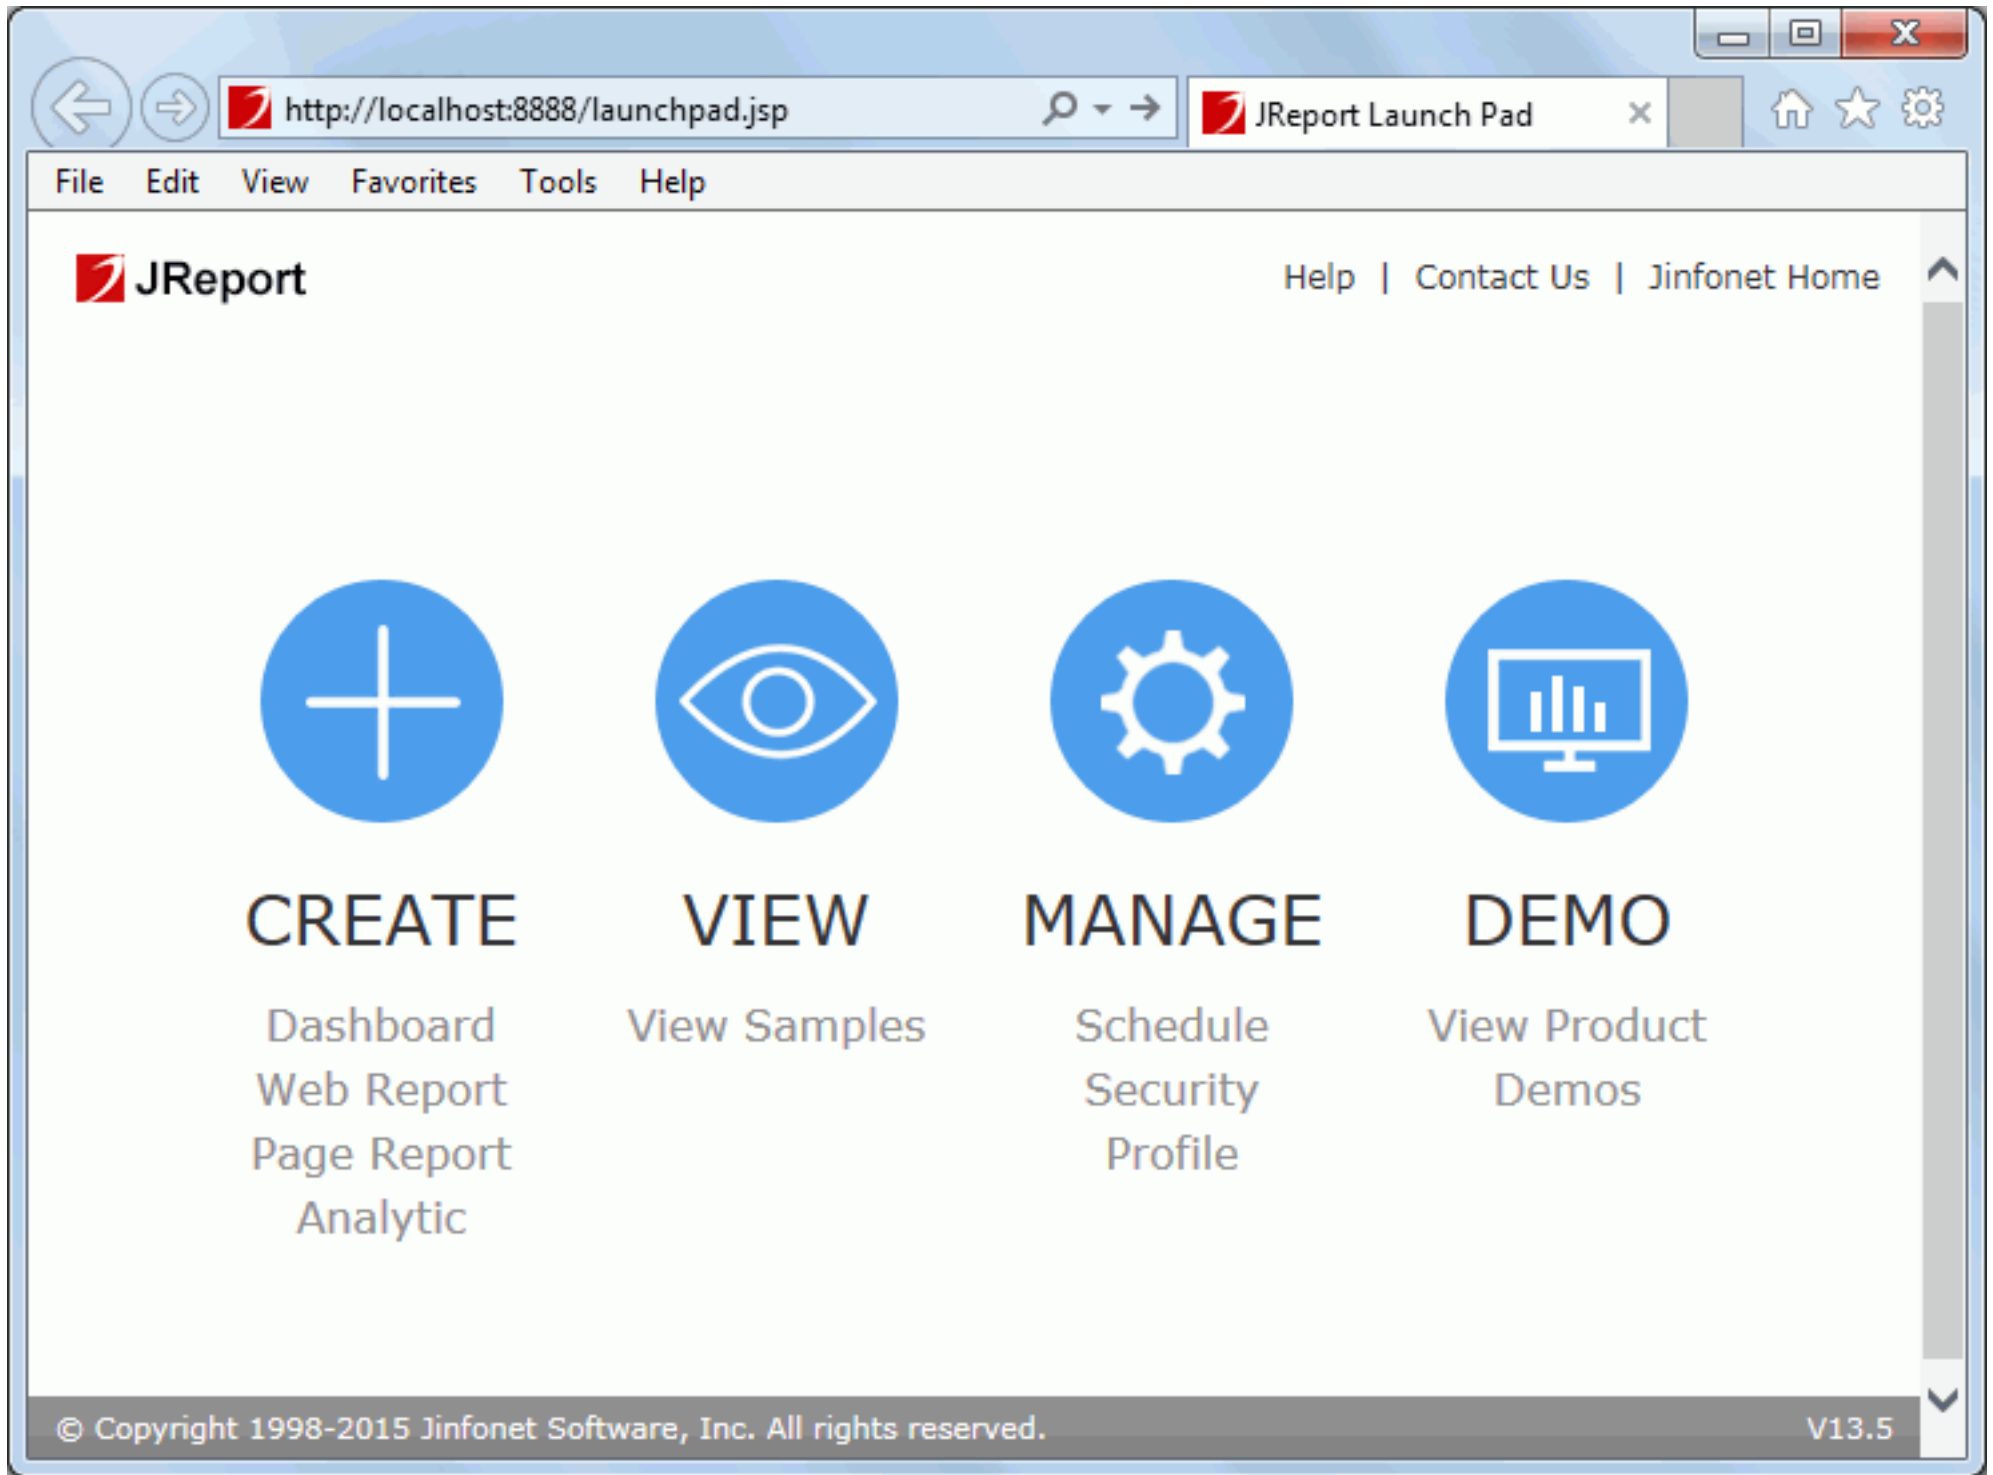 http://localhost:8888/launchpad.jsp
JReport Launch Pad
File Edit View Favorites Tools Help
JReport
Help | Contact Us | Jinfonet Home
CREATE
Dashboard
Web Report
Page Report
Analytic
VIEW
View Samples
MANAGE
Schedule
Security
Profile
DEMO
View Product
Demos
© Copyright 1998-2015 Jinfonet Software, Inc. All rights reserved.
V13.5